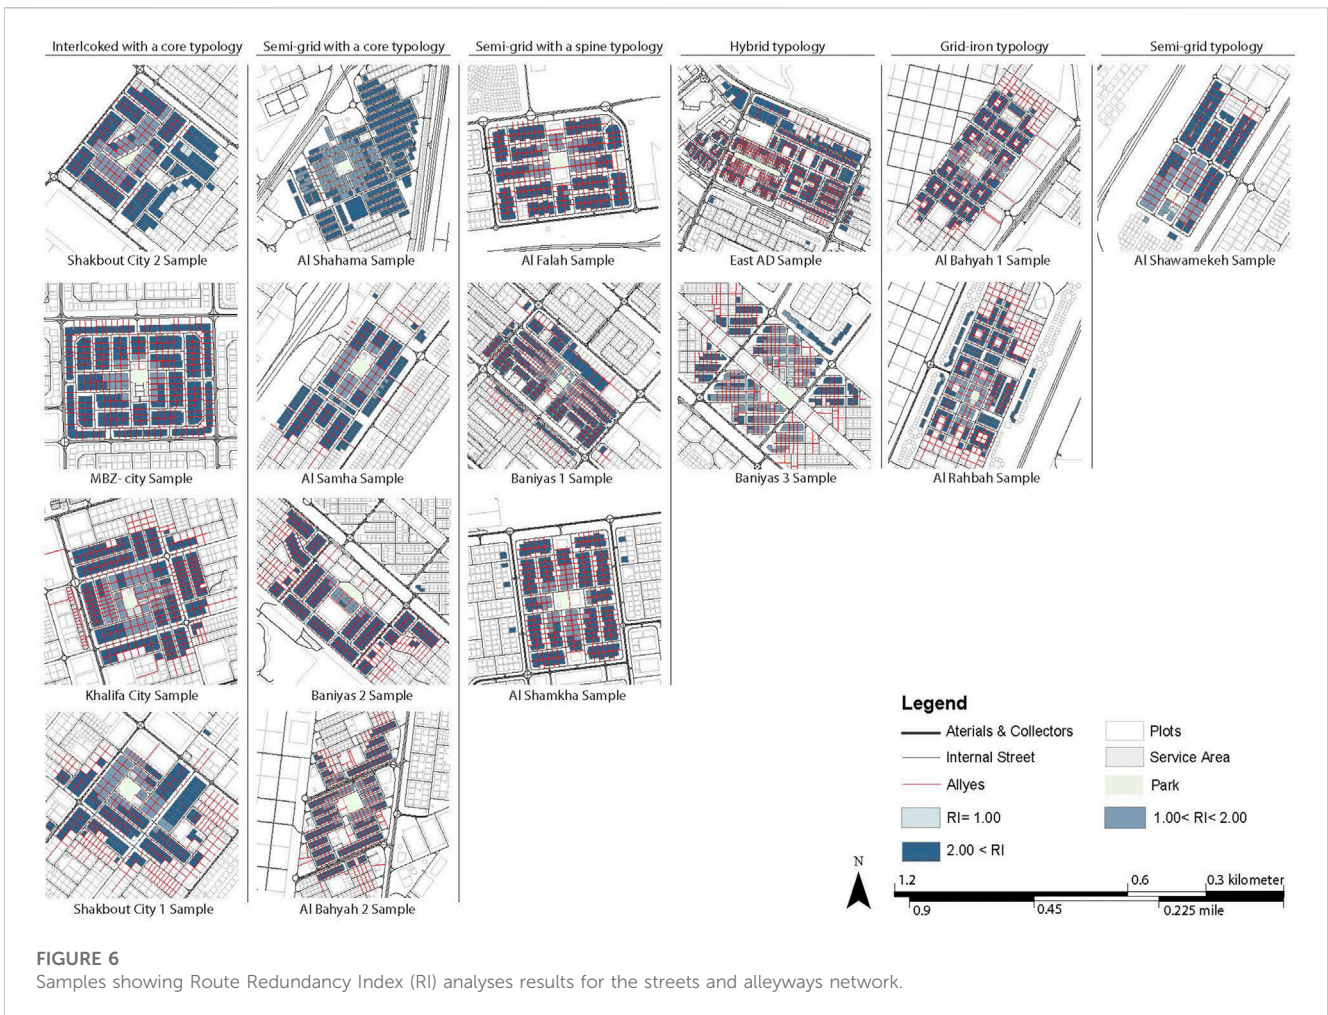 Interlcoked with a core typology
Semi-grid with a core typology
Semi-grid with a spine typology
Hybrid typology
Grid-iron typology
Semi-grid typology
Shakbout City 2 Sample
Al Shahama Sample
Al Falah Sample
East AD Sample
Al Bahyah 1 Sample
Al Shawamekeh Sample
MBZ- city Sample
Al Samha Sample
Baniyas 1 Sample
Baniyas 3 Sample
Al Rahbah Sample
Khalifa City Sample
Baniyas 2 Sample
Al Shamkha Sample
Shakbout City 1 Sample
Al Bahyah 2 Sample
Legend
Aterials & Collectors
Plots
Internal Street
Service Area
Allyes
Park
RI= 1.00
1.00< RI< 2.00
2.00 < RI
N
1.2 0.6 0.3 kilometer
0.9 0.45 0.225 mile
FIGURE 6
Samples showing Route Redundancy Index (RI) analyses results for the streets and alleyways network.